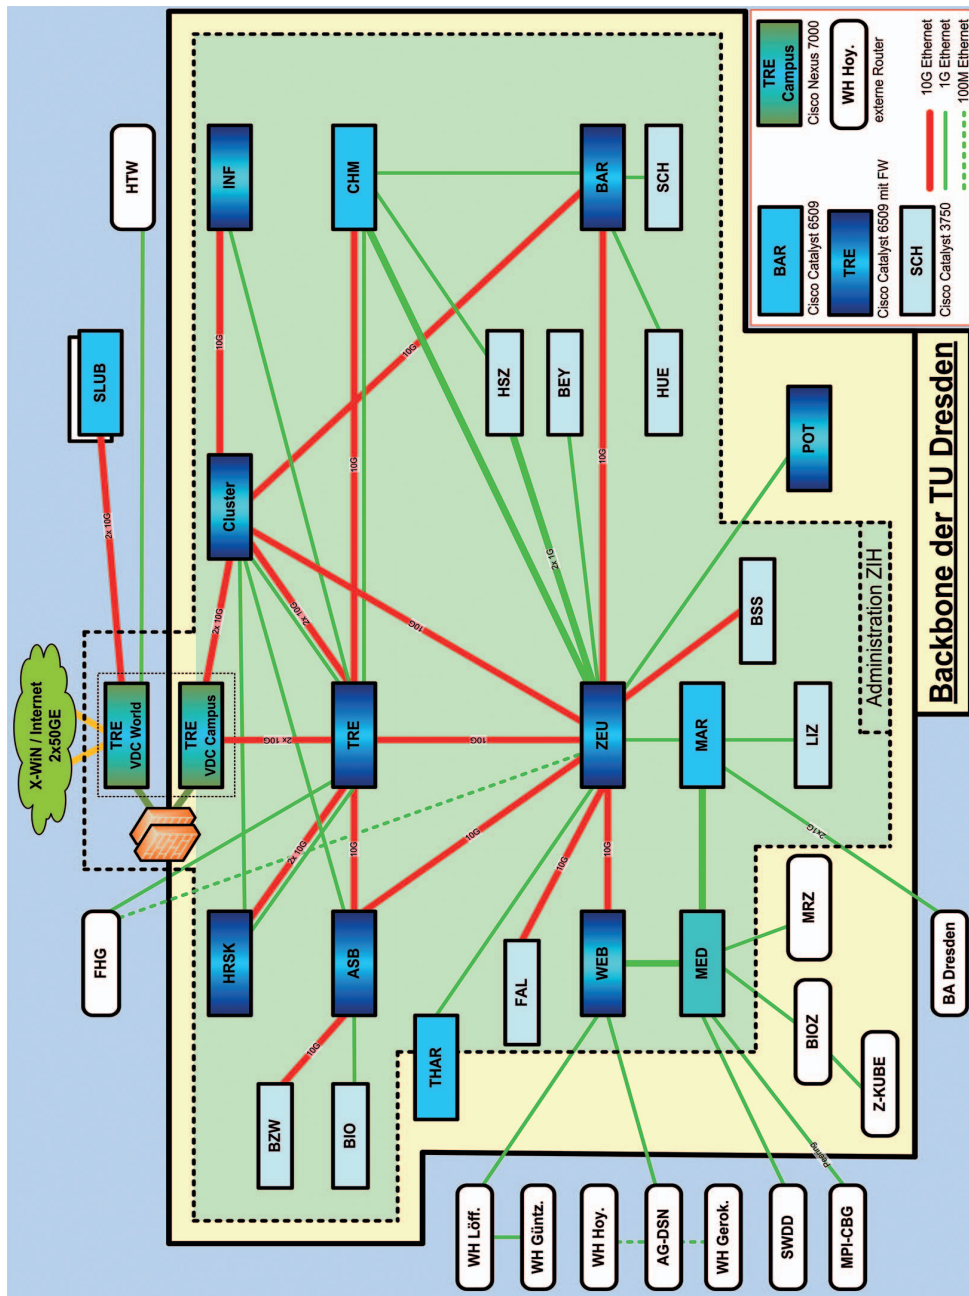 X-WiN / Internet
2x50GE
SLUB
HTW
FHG
TRE
VDC World
TRE
VDC Campus
2x 10G
2x 10G
2x 10G
10G
HRSK
Cluster
INF
2x 10G
2x 10G
10G
BZW
10G
ASB
10G
TRE
10G
CHM
BIO
10G
10G
10G
THAR
FAL
10G
HSZ
BEY
2x 1G
WEB
10G
ZEU
10G
BAR
SCH
HUE
MED
MAR
BSS
POT
LIZ
2x1G
MRZ
BIOZ
Z-KUBE
BA Dresden
WH Löff.
WH Güntz.
WH Hoy.
AG-DSN
WH Gerok.
SWDD
MPI-CBG
Peering
Administration ZIH
Backbone der TU Dresden
BAR
Cisco Catalyst 6509
TRE
Cisco Catalyst 6509 mit FW
SCH
Cisco Catalyst 3750
TRE
Campus
Cisco Nexus 7000
WH Hoy.
externe Router
10G Ethernet
1G Ethernet
100M Ethernet